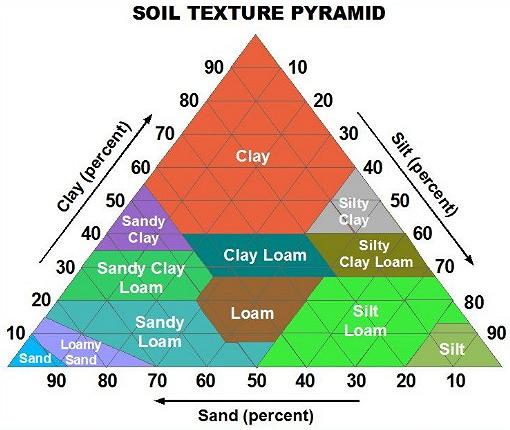 SOIL TEXTURE PYRAMID
90
10
80
20
70
30
Clay (percent)
Silt (percent)
Clay
60
40
50
Silty
Clay
50
Sandy
Clay
40
60
Clay Loam
Silty
Clay Loam
30
70
Sandy Clay
Loam
20
80
Loam
Sandy
Loam
Silt
Loam
10
90
Sand
Loamy
Sand
Silt
90
80
70
60
50
40
30
20
10
Sand (percent)